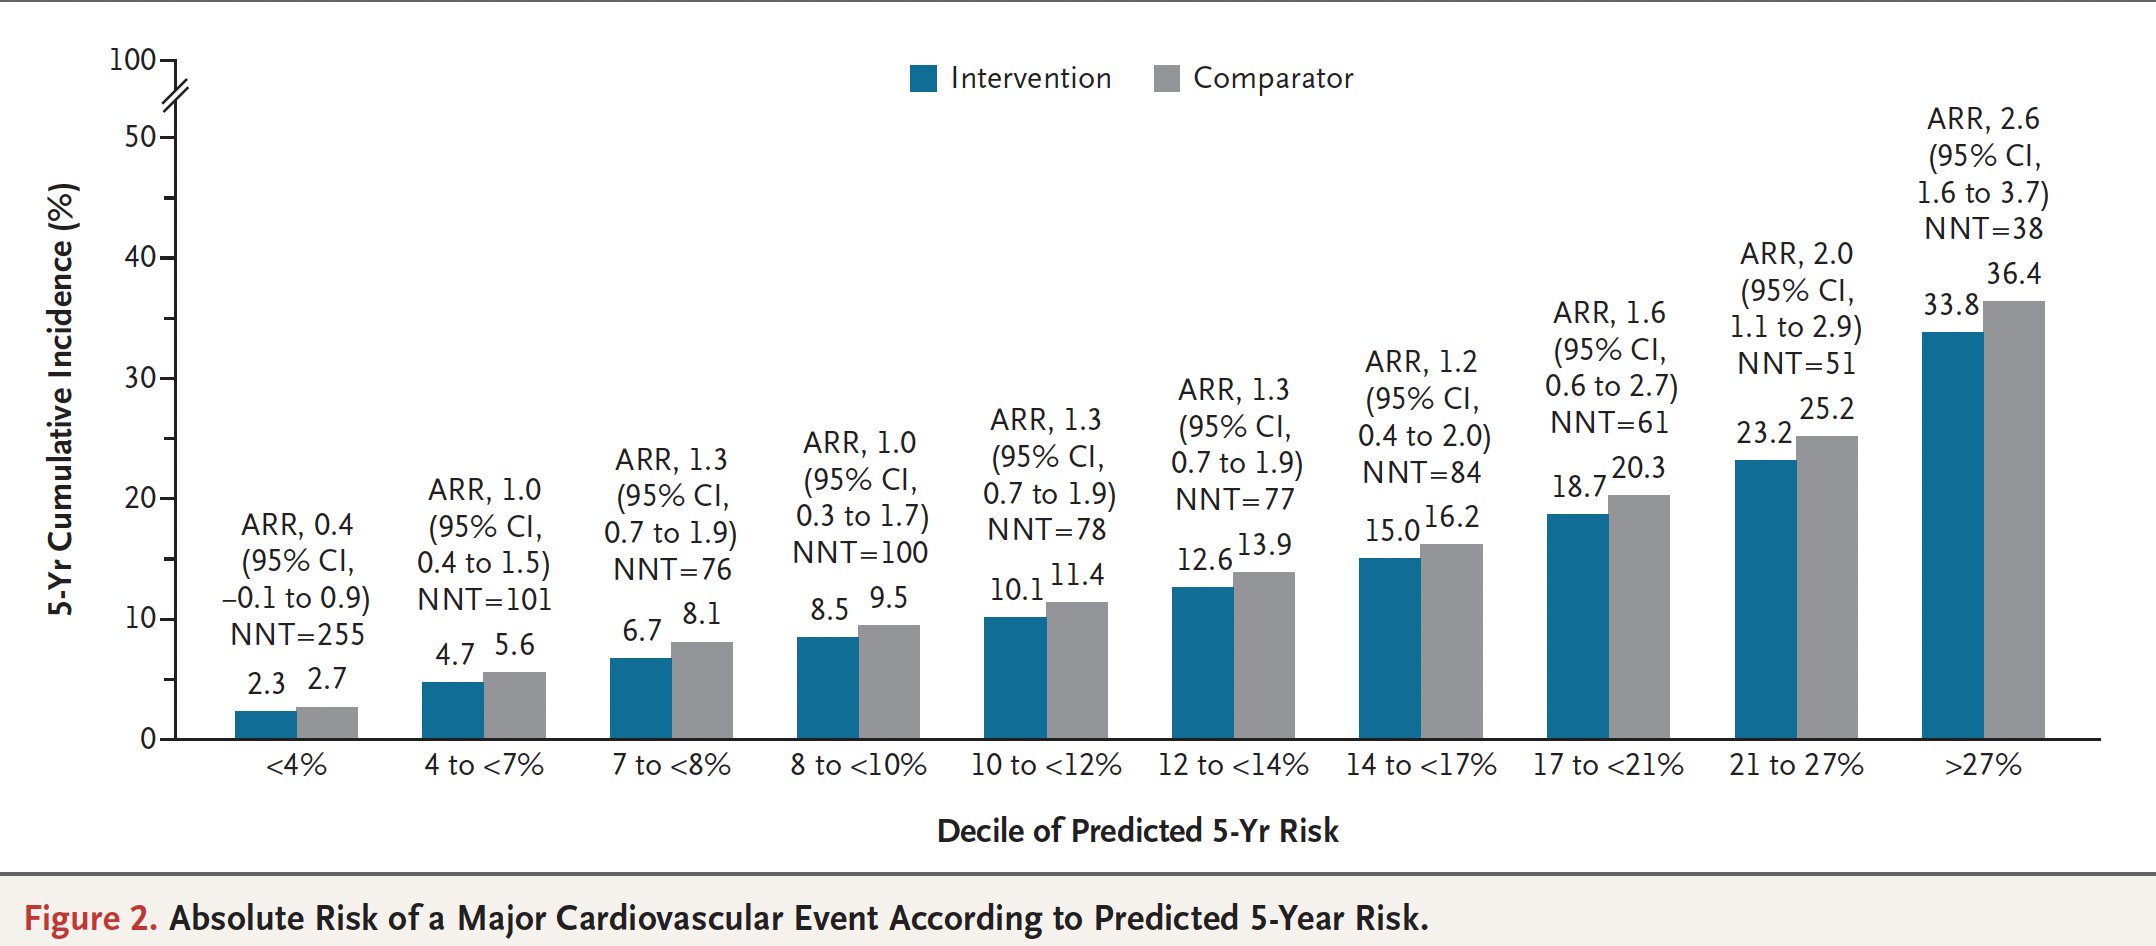 100
50
40
30
20
10
0
5-Yr Cumulative Incidence (%)
Intervention
Comparator
ARR, 0.4
(95% CI,
–0.1 to 0.9)
NNT=255
2.3
2.7
<4%
ARR, 1.0
(95% CI,
0.4 to 1.5)
NNT=101
4.7
5.6
4 to <7%
ARR, 1.3
(95% CI,
0.7 to 1.9)
NNT=76
6.7
8.1
7 to <8%
ARR, 1.0
(95% CI,
0.3 to 1.7)
NNT=100
8.5
9.5
8 to <10%
ARR, 1.3
(95% CI,
0.7 to 1.9)
NNT=78
10.1
11.4
10 to <12%
ARR, 1.3
(95% CI,
0.7 to 1.9)
NNT=77
12.6
13.9
12 to <14%
ARR, 1.2
(95% CI,
0.4 to 2.0)
NNT=84
15.0
16.2
14 to <17%
ARR, 1.6
(95% CI,
0.6 to 2.7)
NNT=61
18.7
20.3
17 to <21%
ARR, 2.0
(95% CI,
1.1 to 2.9)
NNT=51
23.2
25.2
21 to 27%
ARR, 2.6
(95% CI,
1.6 to 3.7)
NNT=38
33.8
36.4
>27%
Decile of Predicted 5-Yr Risk
Figure 2. Absolute Risk of a Major Cardiovascular Event According to Predicted 5-Year Risk.